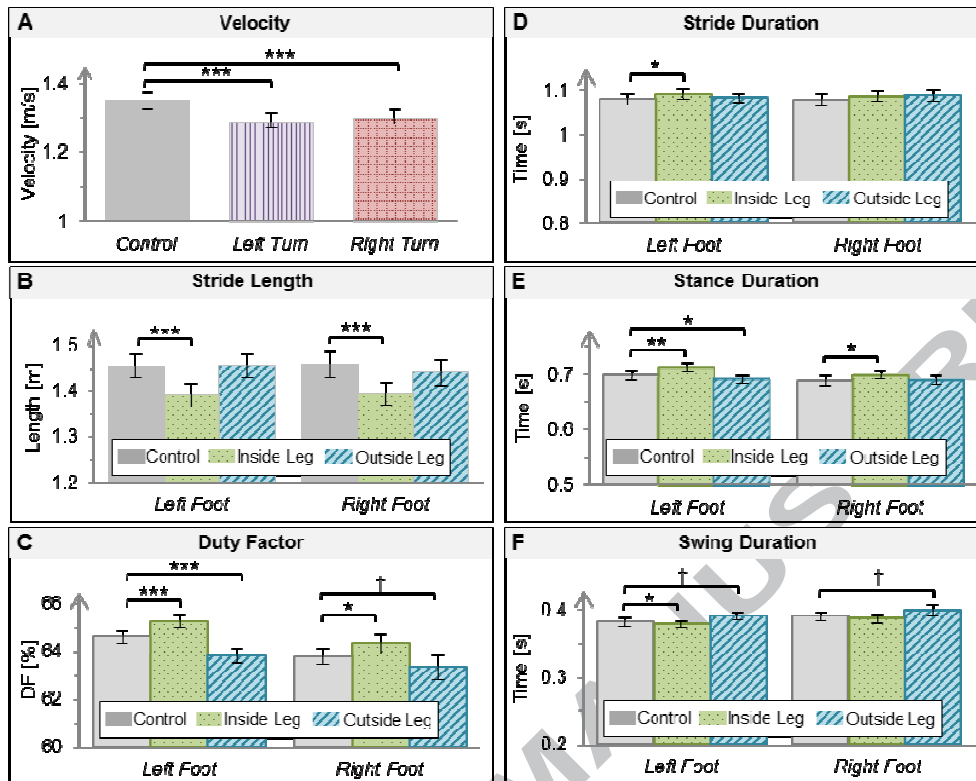 A Velocity
***
***
Velocity [m/s]
1.4
1.2
1
Control Left Turn Right Turn
B Stride Length
*** ***
Length [m]
1.5
1.4
1.3
1.2
Control Inside Leg Outside Leg
Left Foot Right Foot
C Duty Factor
***
*** † *
DF [%]
66
64
62
60
Control Inside Leg Outside Leg
Left Foot Right Foot
D Stride Duration
*
Time [s]
1.1
1
0.9
0.8
Control Inside Leg Outside Leg
Left Foot Right Foot
E Stance Duration
*
** *
Time [s]
0.7
0.6
0.5
Control Inside Leg Outside Leg
Left Foot Right Foot
F Swing Duration
† †
*
Time [s]
0.4
0.3
0.2
Control Inside Leg Outside Leg
Left Foot Right Foot